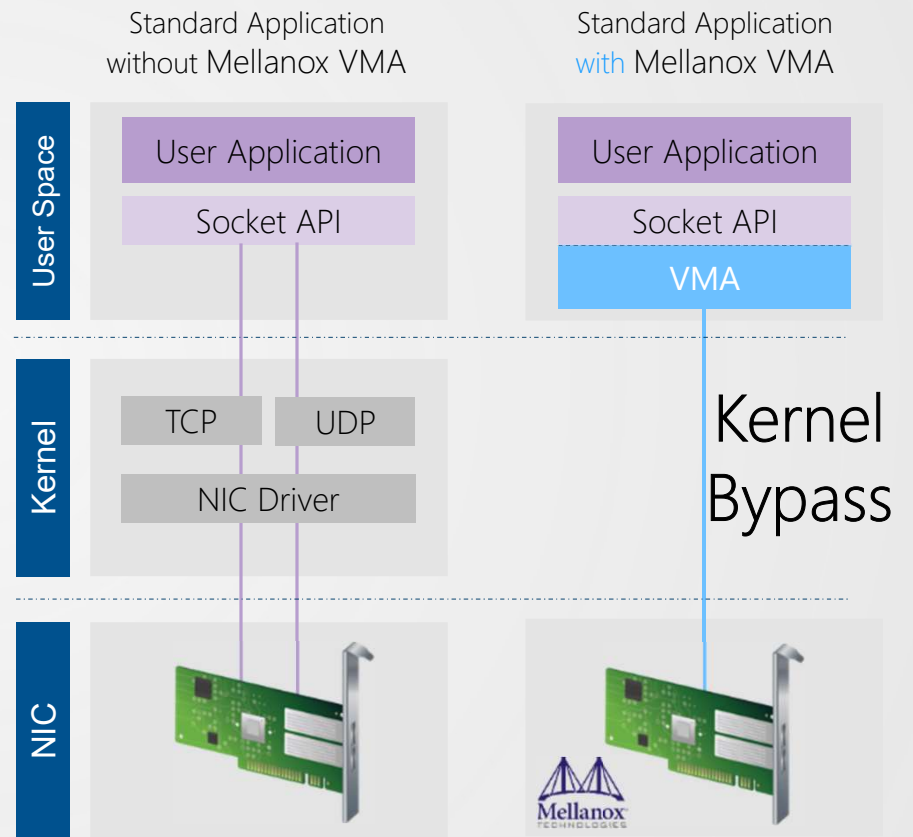 Standard Application
without Mellanox VMA
Standard Application
with Mellanox VMA
User Space
User Application
Socket API
User Application
Socket API
VMA
Kernel
TCP
UDP
NIC Driver
Kernel
Bypass
NIC
Mellanox
TECHNOLOGIES